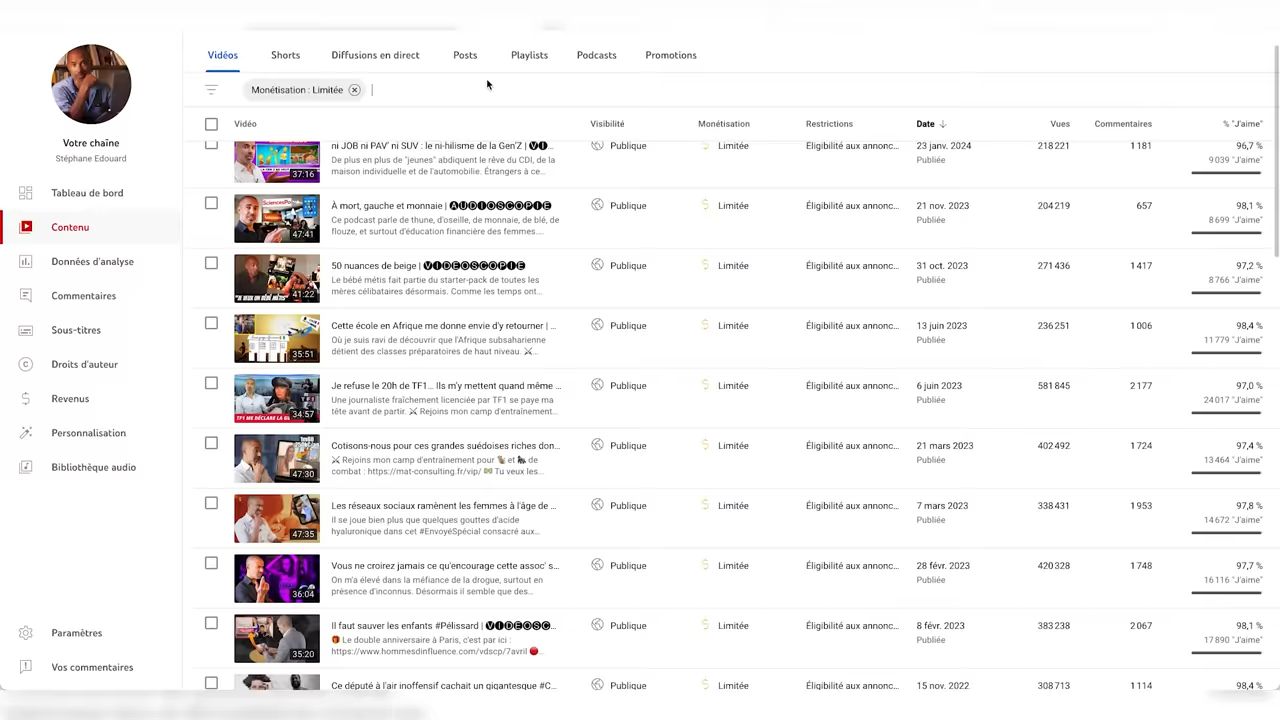 Vidéos Shorts Diffusions en direct Posts Playlists Podcasts Promotions
Monétisation : Limitée
Votre chaîne
Stéphane Edouard
Tableau de bord
Contenu
Données d'analyse
Commentaires
Sous-titres
Droits d'auteur
Revenus
Personnalisation
Bibliothèque audio
Paramètres
Vos commentaires
Vidéo Visibilité Monétisation Restrictions Date Vues Commentaires % "J'aime"
ni JOB ni PAV' ni SUV : le ni-hilisme de la Gen'Z | 🅥🅘... Publique Limitée Éligibilité aux annonc... 23 janv. 2024 218 221 1 181 96,7 %
De plus en plus de "jeunes" abdiquent le rêve du CDI, de la Publiée 9 039 "J'aime"
maison individuelle et de l'automobilie. Étrangers à ce...
37:16
À mort, gauche et monnaie | 🅐🅤🅓🅘🅞🅢🅒🅞🅟🅘🅔 Publique Limitée Éligibilité aux annonc... 21 nov. 2023 204 219 657 98,1 %
Ce podcast parle de thune, d'oseille, de monnaie, de blé, de Publiée 8 699 "J'aime"
flouze, et surtout d'éducation financière des femmes....
47:41
50 nuances de beige | 🅥🅘🅓🅔🅞🅢🅒🅞🅟🅘🅔 Publique Limitée Éligibilité aux annonc... 31 oct. 2023 271 436 1 417 97,2 %
Le bébé métis fait partie du starter-pack de toutes les Publiée 8 766 "J'aime"
mères célibataires désormais. Comme les temps ont...
41:22
Cette école en Afrique me donne envie d'y retourner | ... Publique Limitée Éligibilité aux annonc... 13 juin 2023 236 251 1 006 98,4 %
Où je suis ravi de découvrir que l'Afrique subsaharienne Publiée 11 779 "J'aime"
détient des classes préparatoires de haut niveau. ⚔️...
35:51
Je refuse le 20h de TF1... Ils m'y mettent quand même ... Publique Limitée Éligibilité aux annonc... 6 juin 2023 581 845 2 177 97,0 %
Une journaliste fraîchement licenciée par TF1 se paye ma Publiée 24 017 "J'aime"
tête avant de partir. ⚔️ Rejoins mon camp d'entraînement...
34:57
Cotisons-nous pour ces grandes suédoises riches don... Publique Limitée Éligibilité aux annonc... 21 mars 2023 402 492 1 724 97,4 %
⚔️ Rejoins mon camp d'entraînement pour et de Publiée 13 464 "J'aime"
combat : https://mat-consulting.fr/vip/ Tu veux les...
47:30
Les réseaux sociaux ramènent les femmes à l'âge de ... Publique Limitée Éligibilité aux annonc... 7 mars 2023 338 431 1 953 97,8 %
Il se joue bien plus que quelques gouttes d'acide Publiée 14 672 "J'aime"
hyaluronique dans cet #EnvoyéSpécial consacré aux...
47:35
Vous ne croirez jamais ce qu'encourage cette assoc' s... Publique Limitée Éligibilité aux annonc... 28 févr. 2023 420 328 1 748 97,7 %
On m'a élevé dans la méfiance de la drogue, surtout en Publiée 16 116 "J'aime"
présence d'inconnus. Désormais il semble que des...
36:04
Il faut sauver les enfants #Pélissard | 🅥🅘🅓🅔🅞🅢🅒... Publique Limitée Éligibilité aux annonc... 8 févr. 2023 383 238 2 067 98,1 %
🎁 Le double anniversaire à Paris, c'est par ici : Publiée 17 890 "J'aime"
https://www.hommesdinfluence.com/vdscp/7avril 🔴...
35:20
Ce député à l'air inoffensif cachait un gigantesque #C... Publique Limitée Éligibilité aux annonc... 15 nov. 2022 308 713 1 114 98,4 %